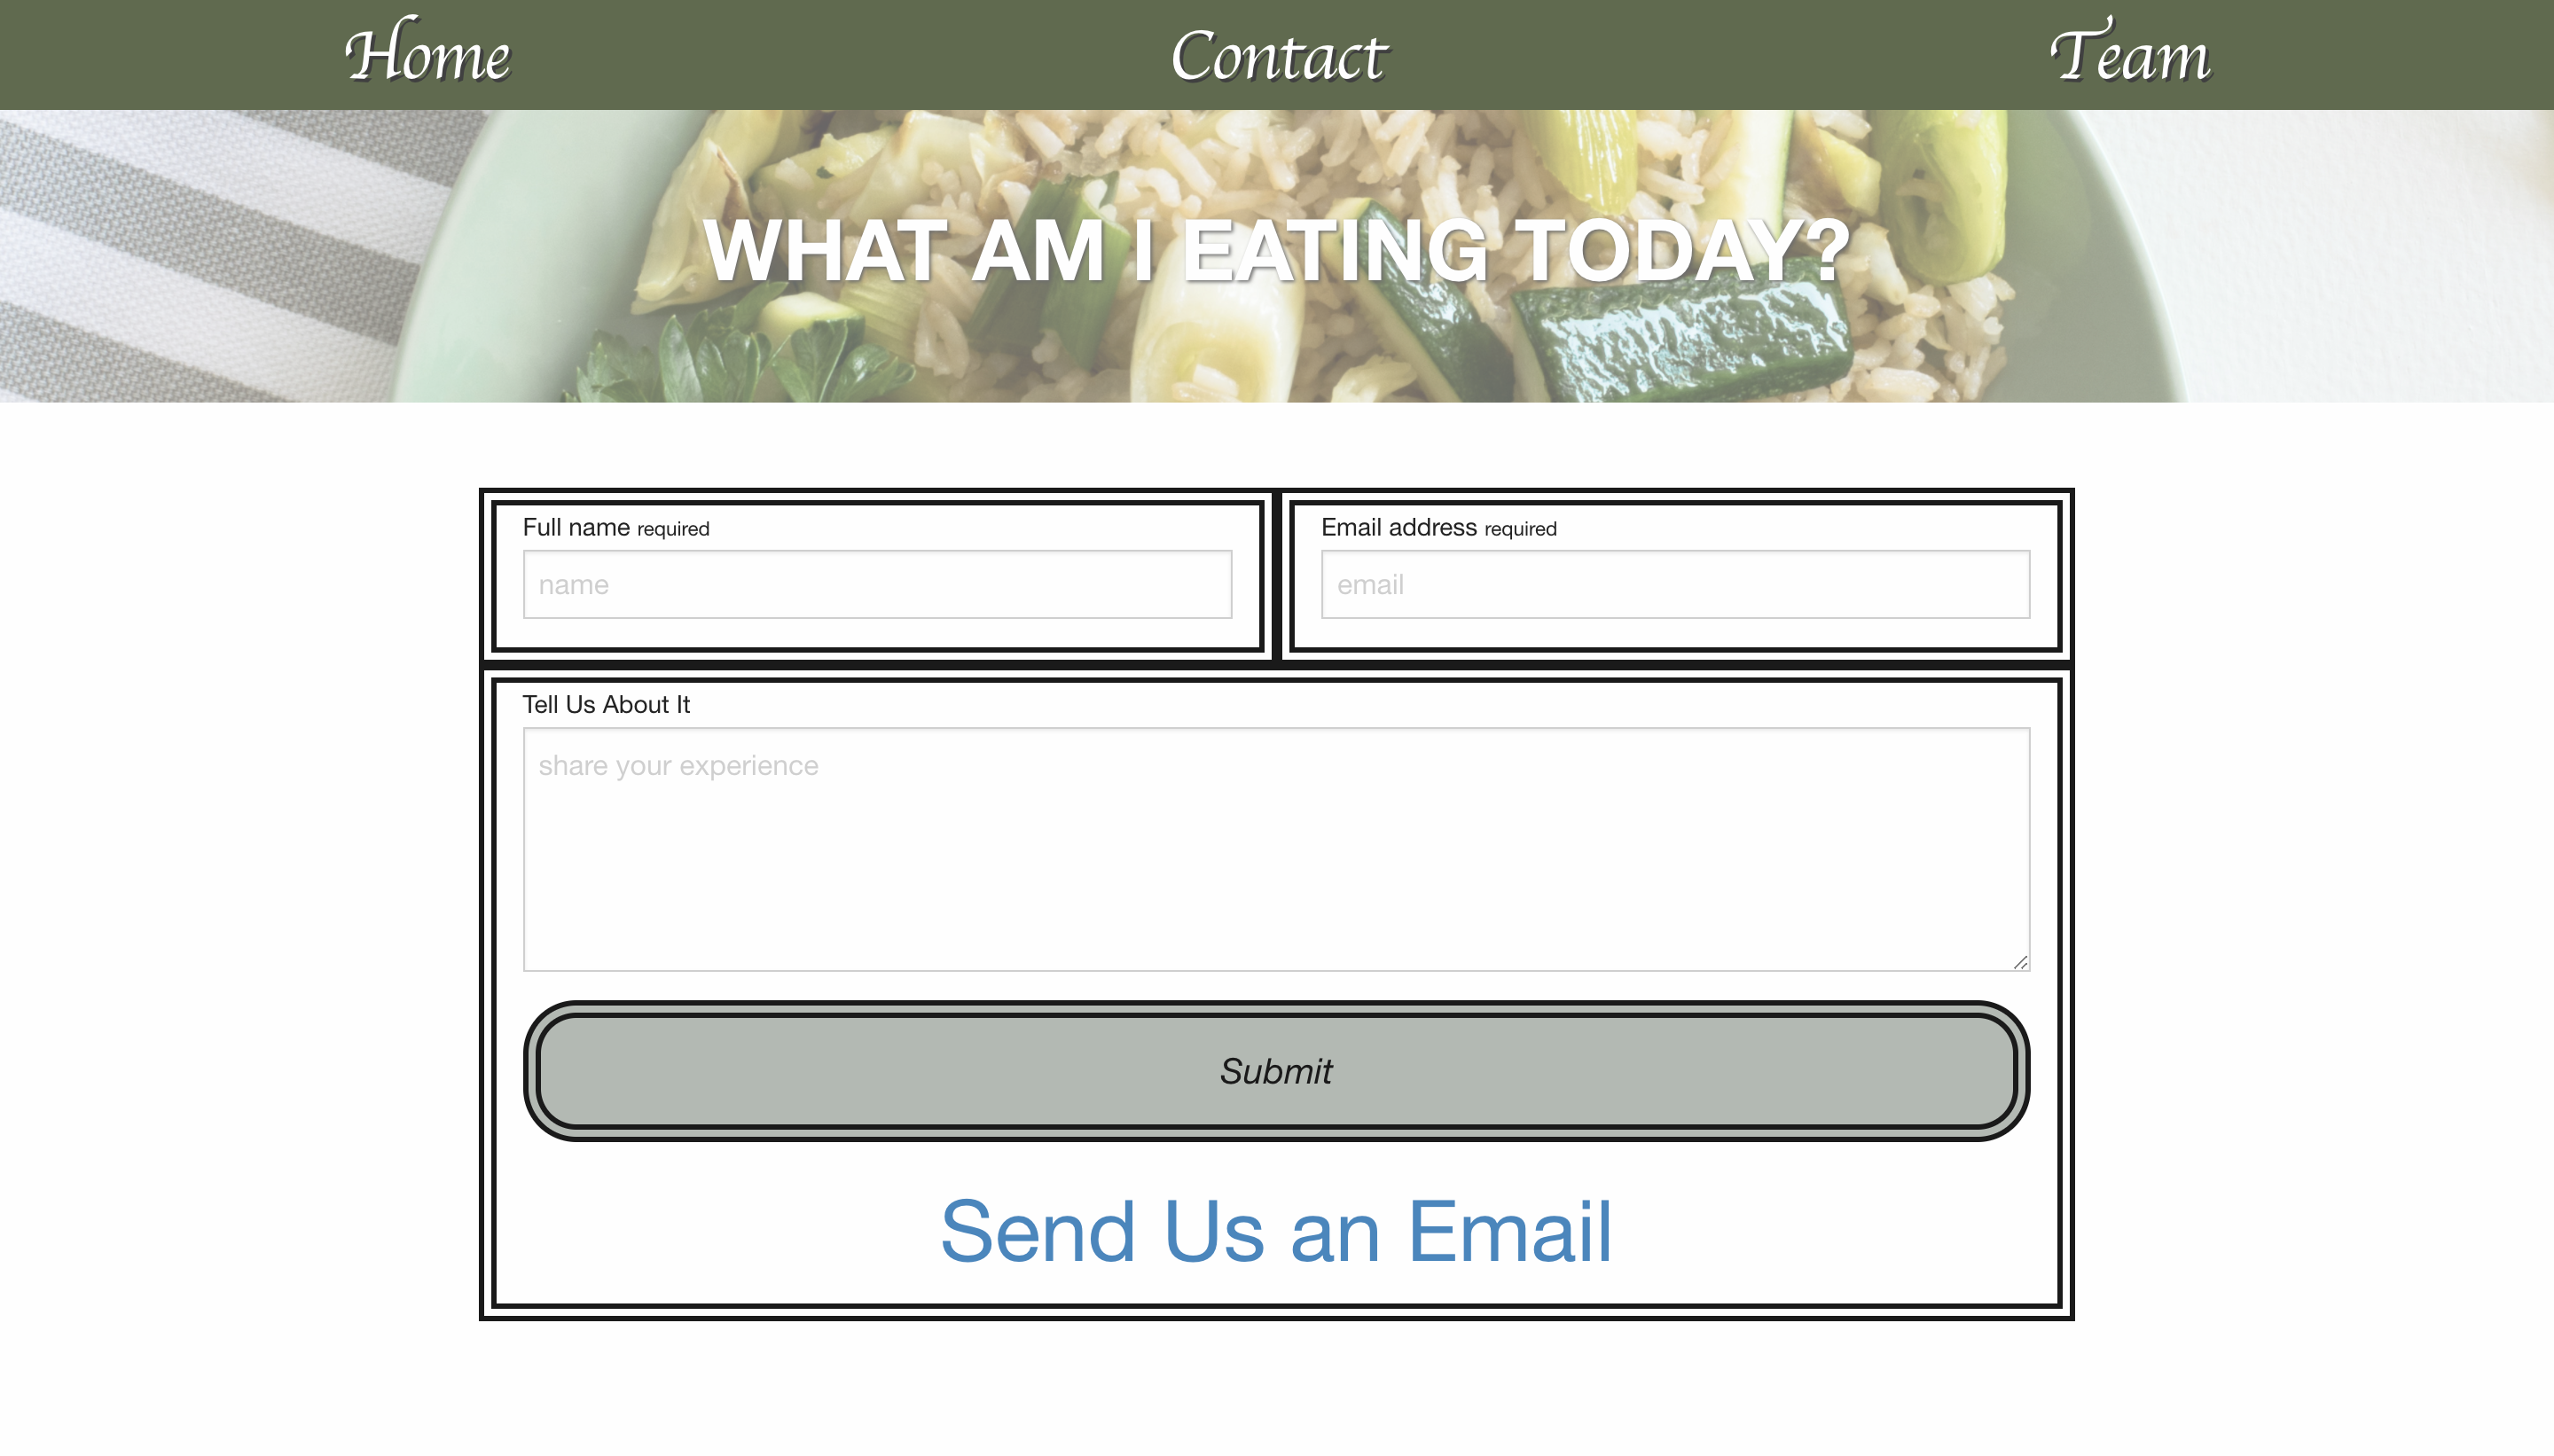 Home Contact Team
WHAT AM I EATING TODAY?
Full name required
Email address required
name
email
Tell Us About It
share your experience
Submit
Send Us an Email